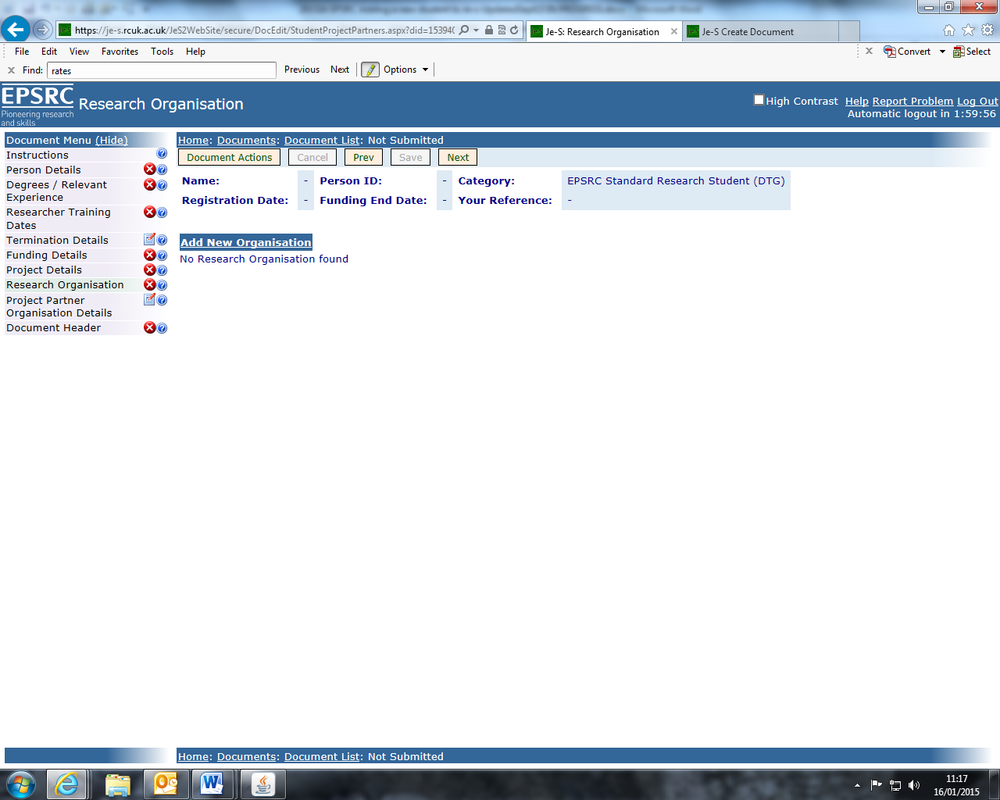 https://je-s.rcuk.ac.uk/JeS2WebSite/secure/DocEdit/StudentProjectPartners.aspx?did=15394
Je-S: Research Organisation
Je-S Create Document
File Edit View Favorites Tools Help
Convert Select
Find: rates Previous Next Options
EPSRC
Pioneering research
and skills
Research Organisation
High Contrast Help Report Problem Log Out
Automatic logout in 1:59:56
Document Menu (Hide)
Instructions
Person Details
Degrees / Relevant
Experience
Researcher Training
Dates
Termination Details
Funding Details
Project Details
Research Organisation
Project Partner
Organisation Details
Document Header
Home: Documents: Document List: Not Submitted
Document Actions Cancel Prev Save Next
Name: - Person ID: - Category: EPSRC Standard Research Student (DTG)
Registration Date: - Funding End Date: - Your Reference: -
Add New Organisation
No Research Organisation found
Home: Documents: Document List: Not Submitted
11:17
16/01/2015